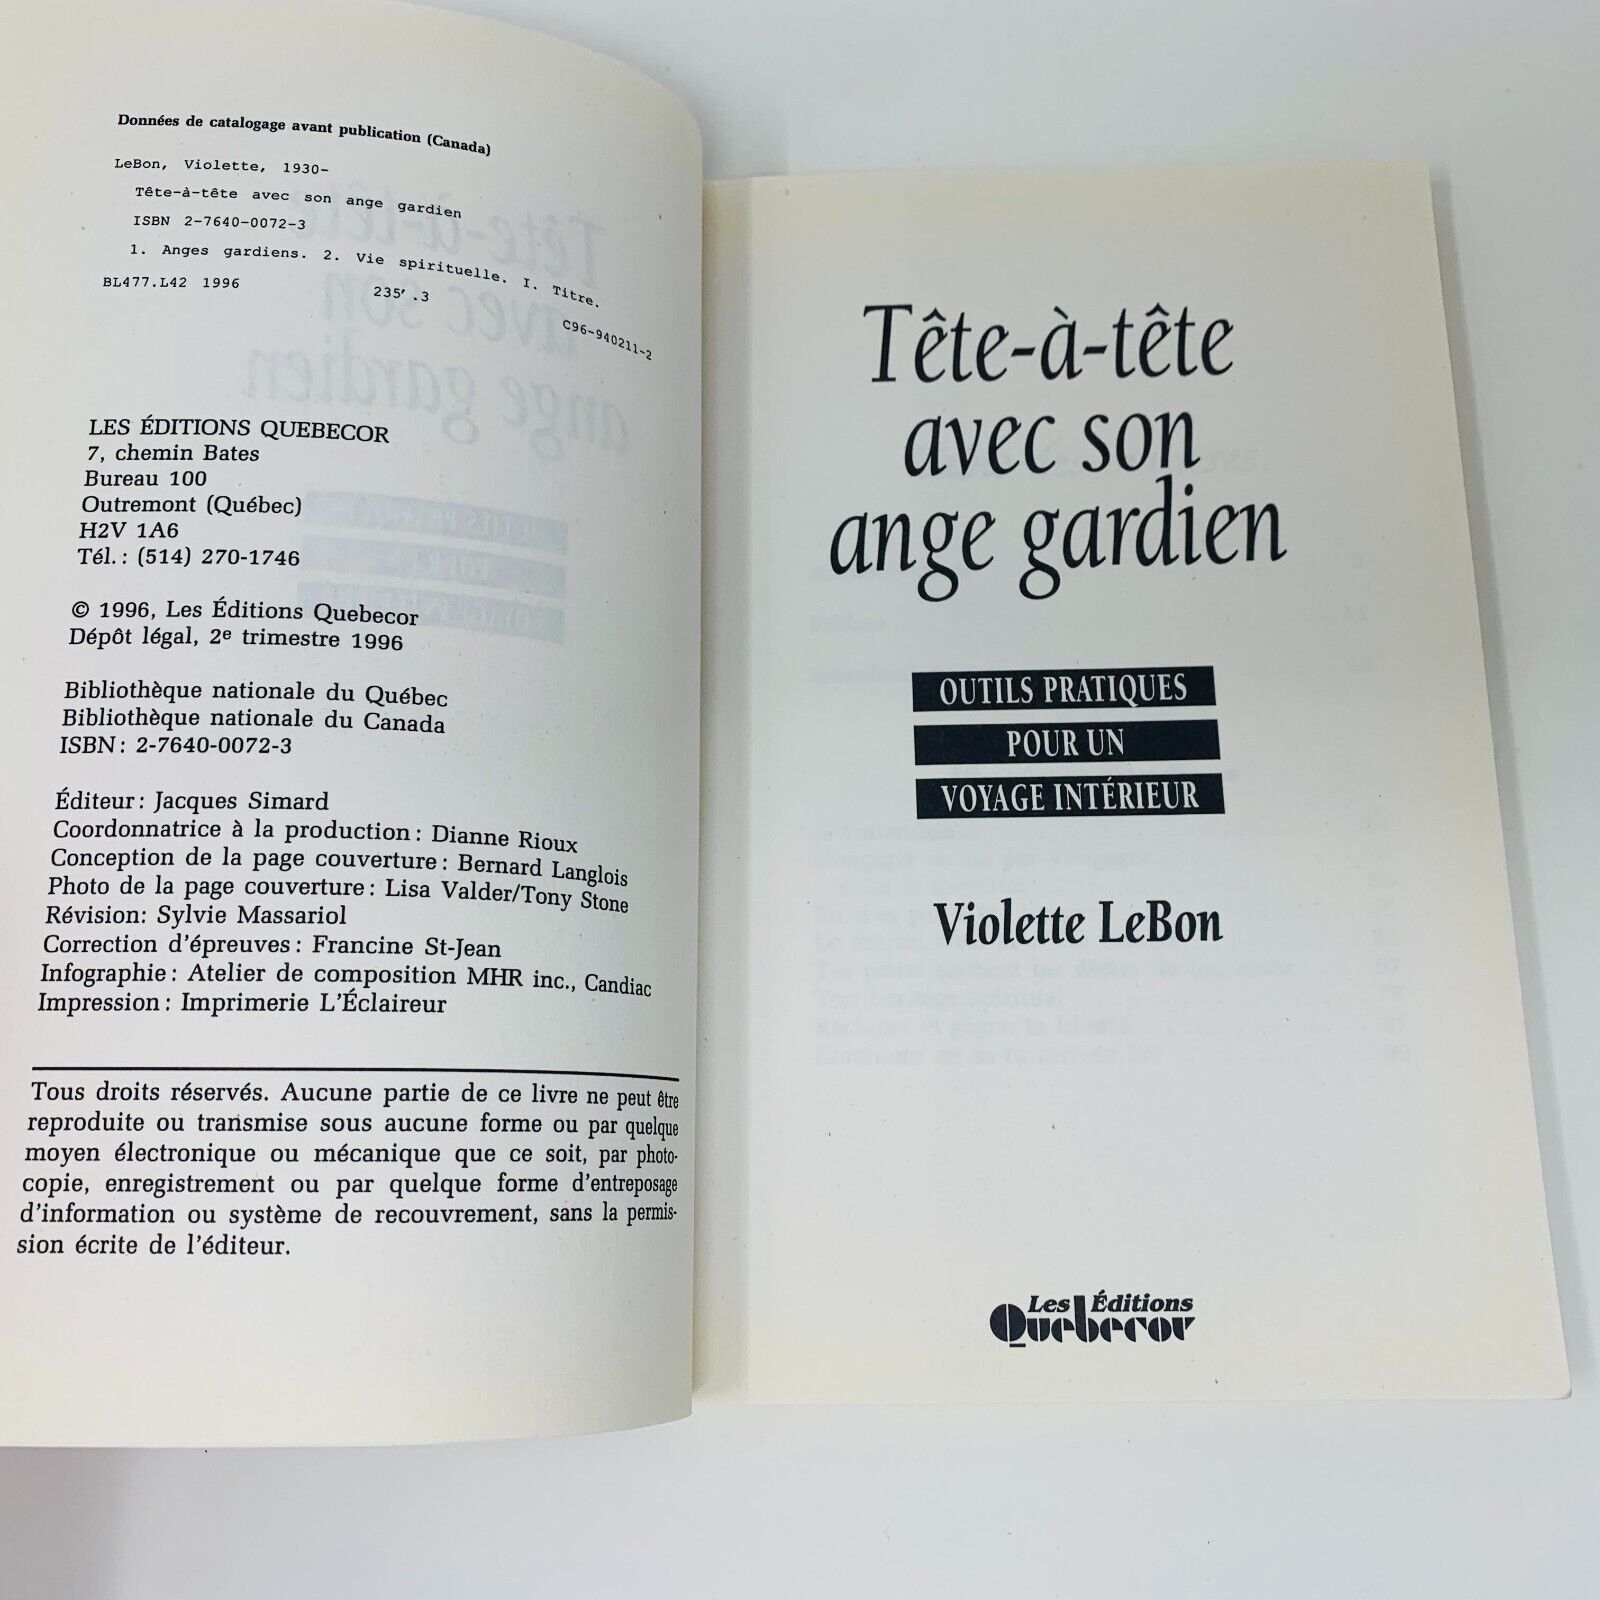 Données de catalogage avant publication (Canada)
LeBon, Violette, 1930-
Tête-à-tête avec son ange gardien
ISBN 2-7640-0072-3
1. Anges gardiens. 2. Vie spirituelle. I. Titre.
BL477.L42 1996 235'.3 C96-940211-2
LES ÉDITIONS QUEBECOR
7, chemin Bates
Bureau 100
Outremont (Québec)
H2V 1A6
Tél.: (514) 270-1746
© 1996, Les Éditions Quebecor
Dépôt légal, 2e trimestre 1996
Bibliothèque nationale du Québec
Bibliothèque nationale du Canada
ISBN: 2-7640-0072-3
Éditeur: Jacques Simard
Coordonnatrice à la production: Dianne Rioux
Conception de la page couverture: Bernard Langlois
Photo de la page couverture: Lisa Valder/Tony Stone
Révision: Sylvie Massariol
Correction d'épreuves: Francine St-Jean
Infographie: Atelier de composition MHR inc., Candiac
Impression: Imprimerie L'Éclaireur
Tous droits réservés. Aucune partie de ce livre ne peut être
reproduite ou transmise sous aucune forme ou par quelque
moyen électronique ou mécanique que ce soit, par photo-
copie, enregistrement ou par quelque forme d'entreposage
d'information ou système de recouvrement, sans la permis-
sion écrite de l'éditeur.
Tête-à-tête
avec son
ange gardien
OUTILS PRATIQUES
POUR UN
VOYAGE INTÉRIEUR
Violette LeBon
Les Éditions
Quebecor